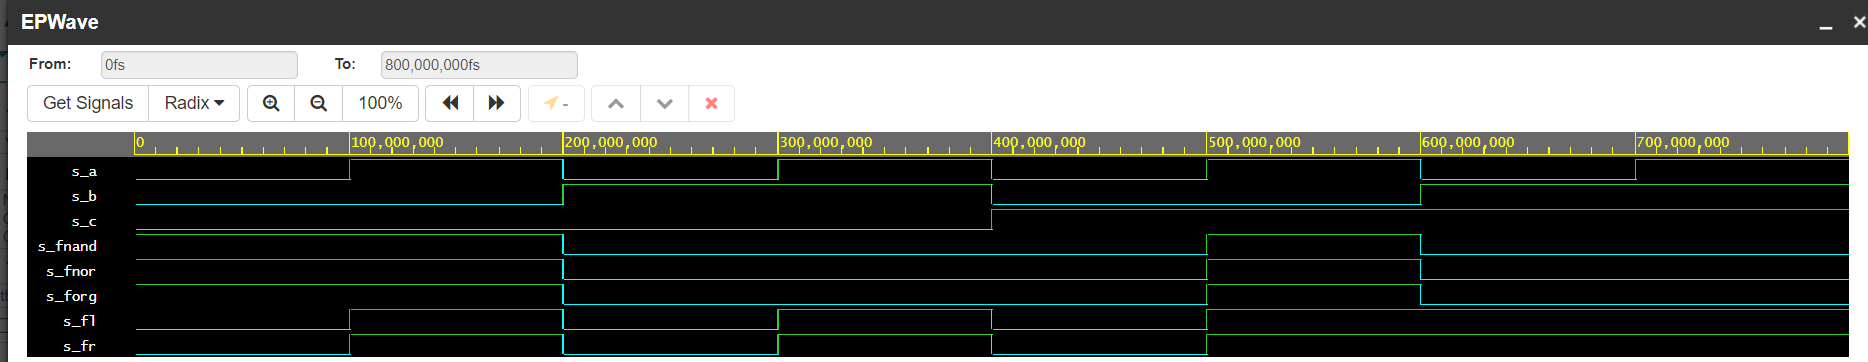 EPWave
From: 0fs To: 800,000,000fs
Get Signals Radix 100% -
0 100,000,000 200,000,000 300,000,000 400,000,000 500,000,000 600,000,000 700,000,000
s_a
s_b
s_c
s_fnand
s_fnor
s_forg
s_fl
s_fr